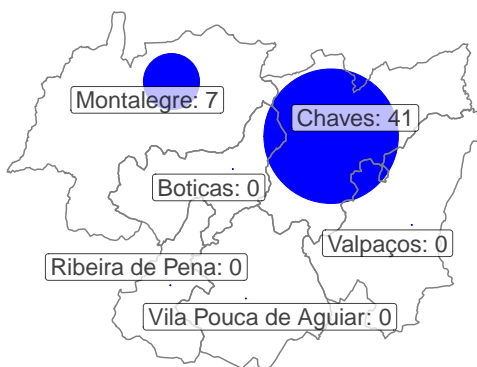 Montalegre: 7
Chaves: 41
Boticas: 0
Valpaços: 0
Ribeira de Pena: 0
Vila Pouca de Aguiar: 0